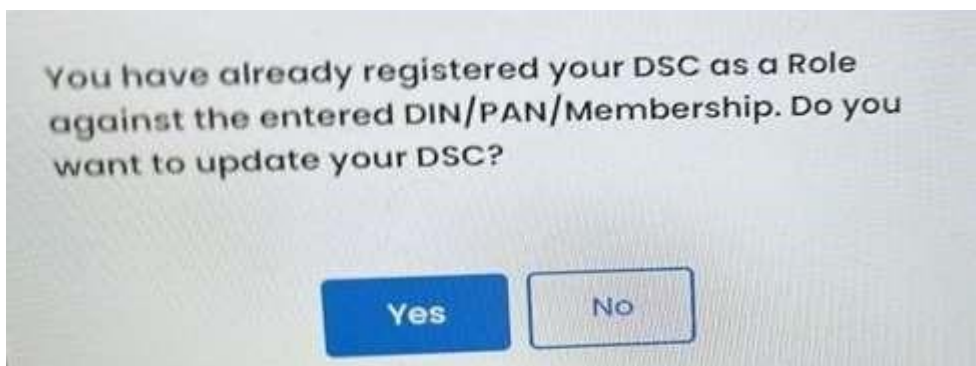 You have already registered your DSC as a Role
against the entered DIN/PAN/Membership. Do you
want to update your DSC?
Yes
No